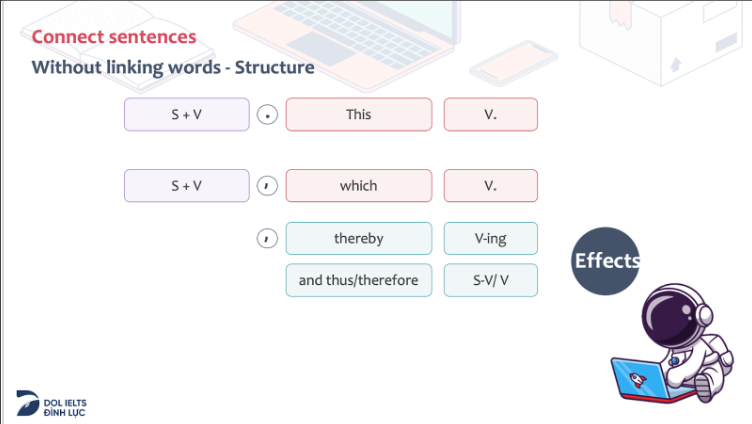 Connect sentences
Without linking words - Structure
S + V . This V.
S + V , which V.
, thereby V-ing
and thus/therefore S-V/ V
Effects
DOL IELTS
ĐÌNH LỰC